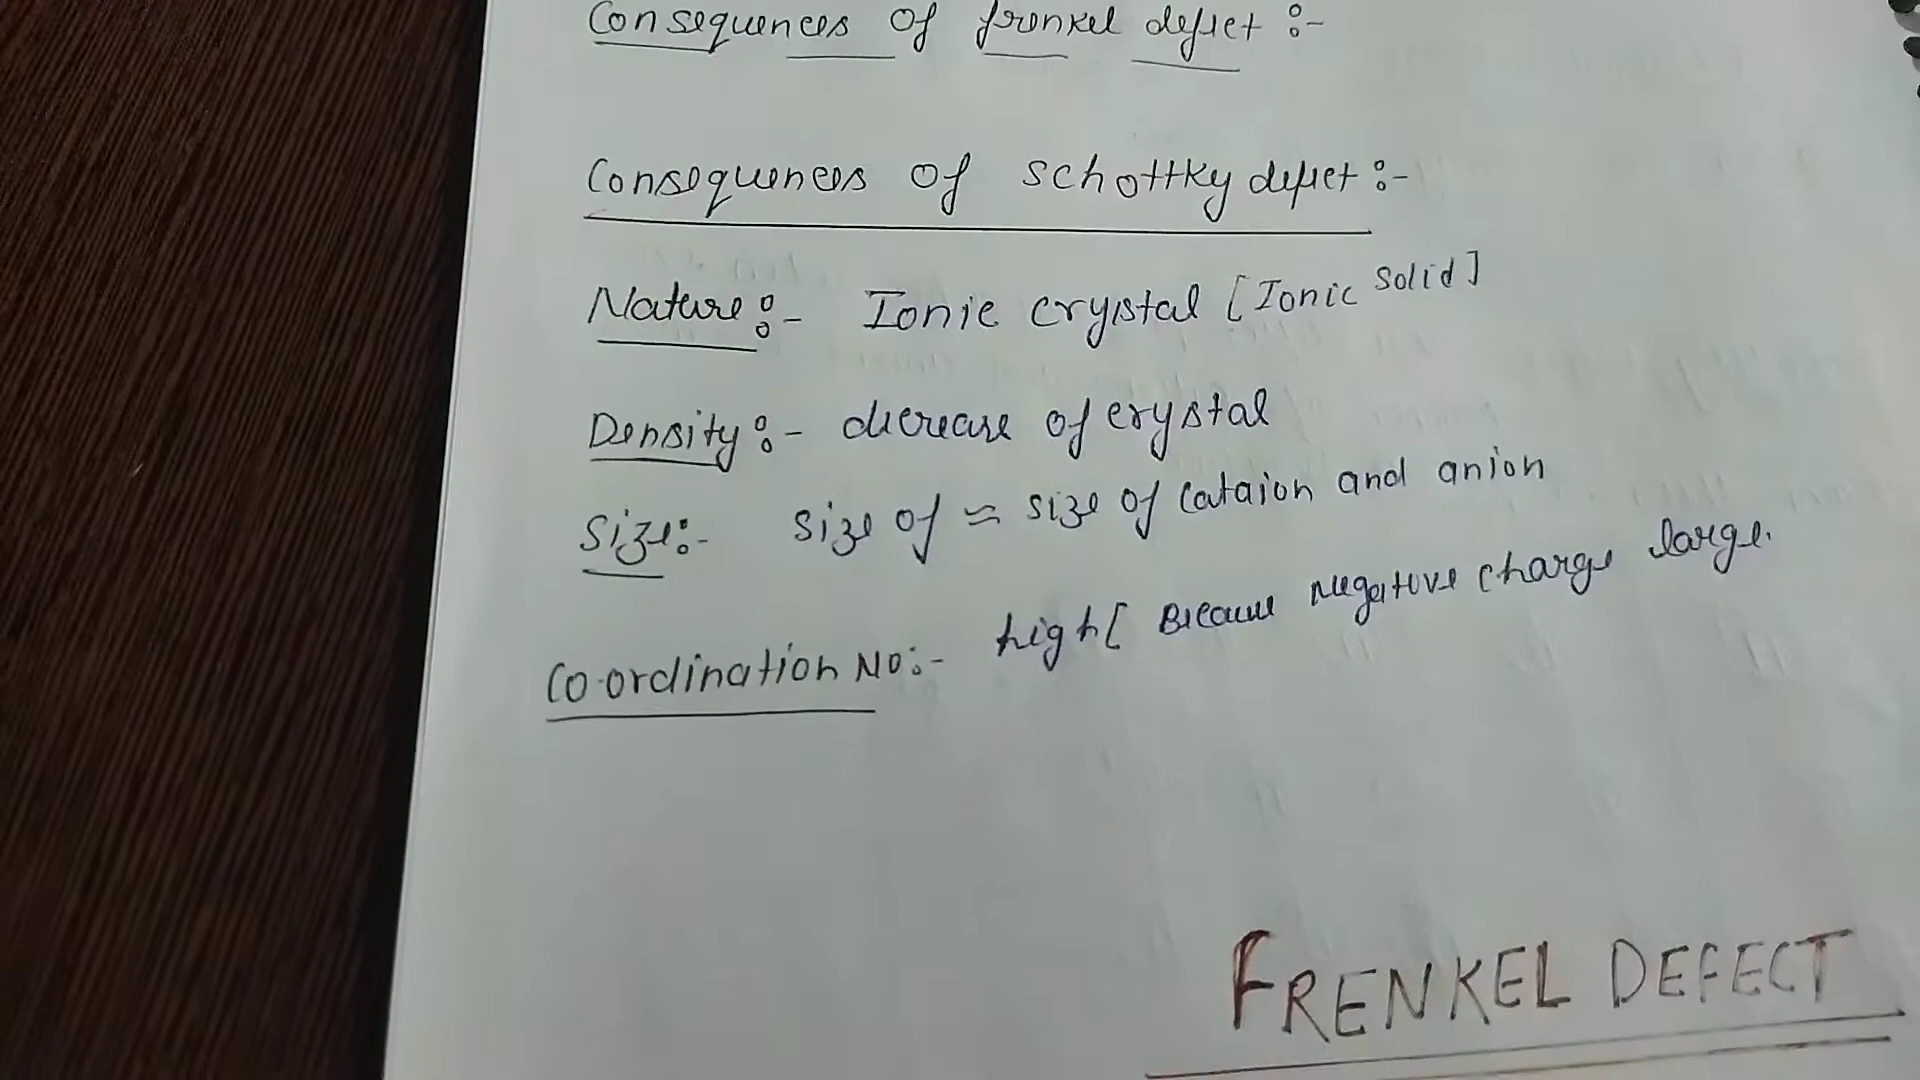 Consequences Of frenkel defect :-
Consequences Of schottky defect :-
Nature :- Ionic crystal [Ionic Solid]
Density :- decrease of crystal
Size :- Size of ≈ size of Cataion and anion
Co-ordination No :- high [ Because negative charge large.
FRENKEL DEFECT